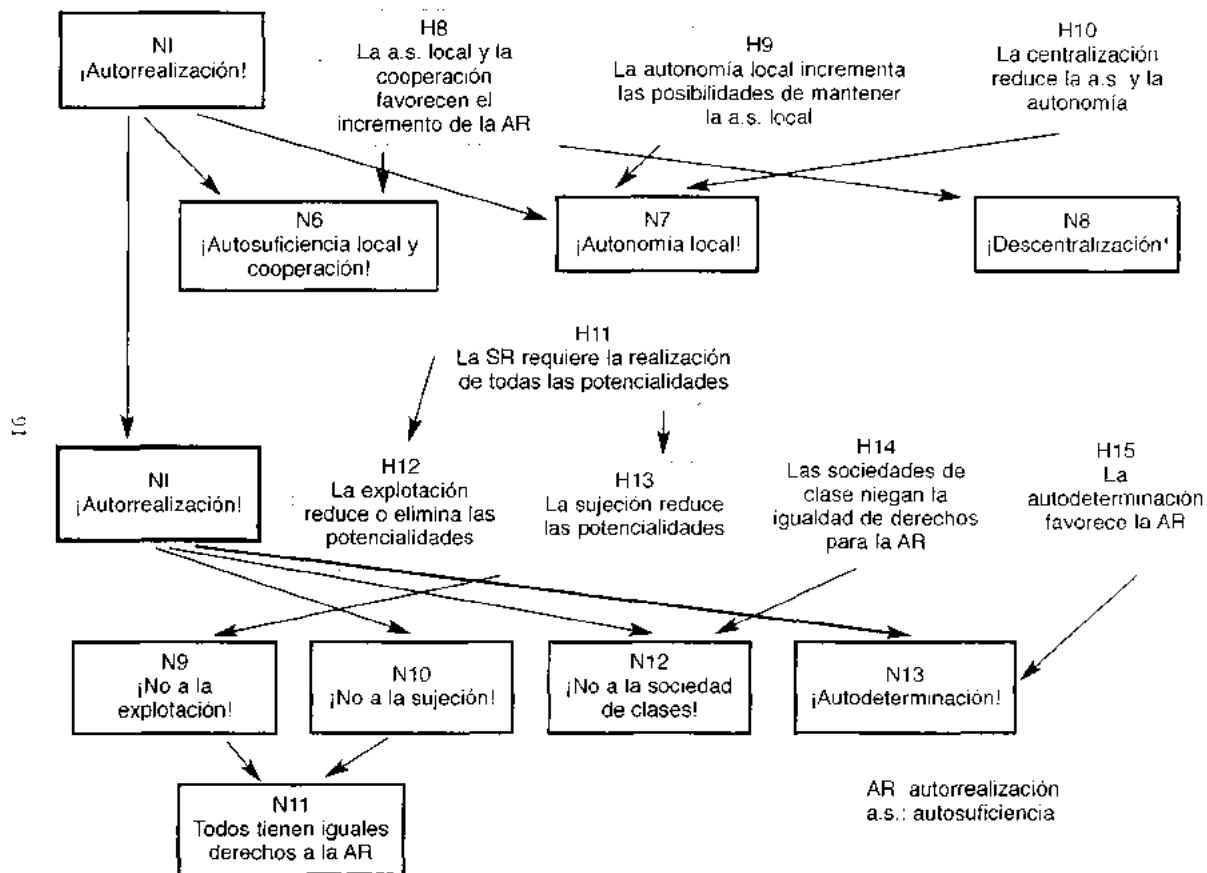 NI
¡Autorrealización!
H8
La a.s. local y la
cooperación
favorecen el
incremento de la AR
H9
La autonomía local incrementa
las posibilidades de mantener
la a.s. local
H10
La centralización
reduce la a.s y la
autonomía
N6
¡Autosuficiencia local y
cooperación!
N7
¡Autonomía local!
N8
¡Descentralización!
H11
La SR requiere la realización
de todas las potencialidades
91
NI
¡Autorrealización!
H12
La explotación
reduce o elimina las
potencialidades
H13
La sujeción reduce
las potencialidades
H14
Las sociedades de
clase niegan la
igualdad de derechos
para la AR
H15
La
autodeterminación
favorece la AR
N9
¡No a la
explotación!
N10
¡No a la sujeción!
N12
¡No a la sociedad
de clases!
N13
¡Autodeterminación!
N11
Todos tienen iguales
derechos a la AR
AR autorrealización
a.s.: autosuficiencia